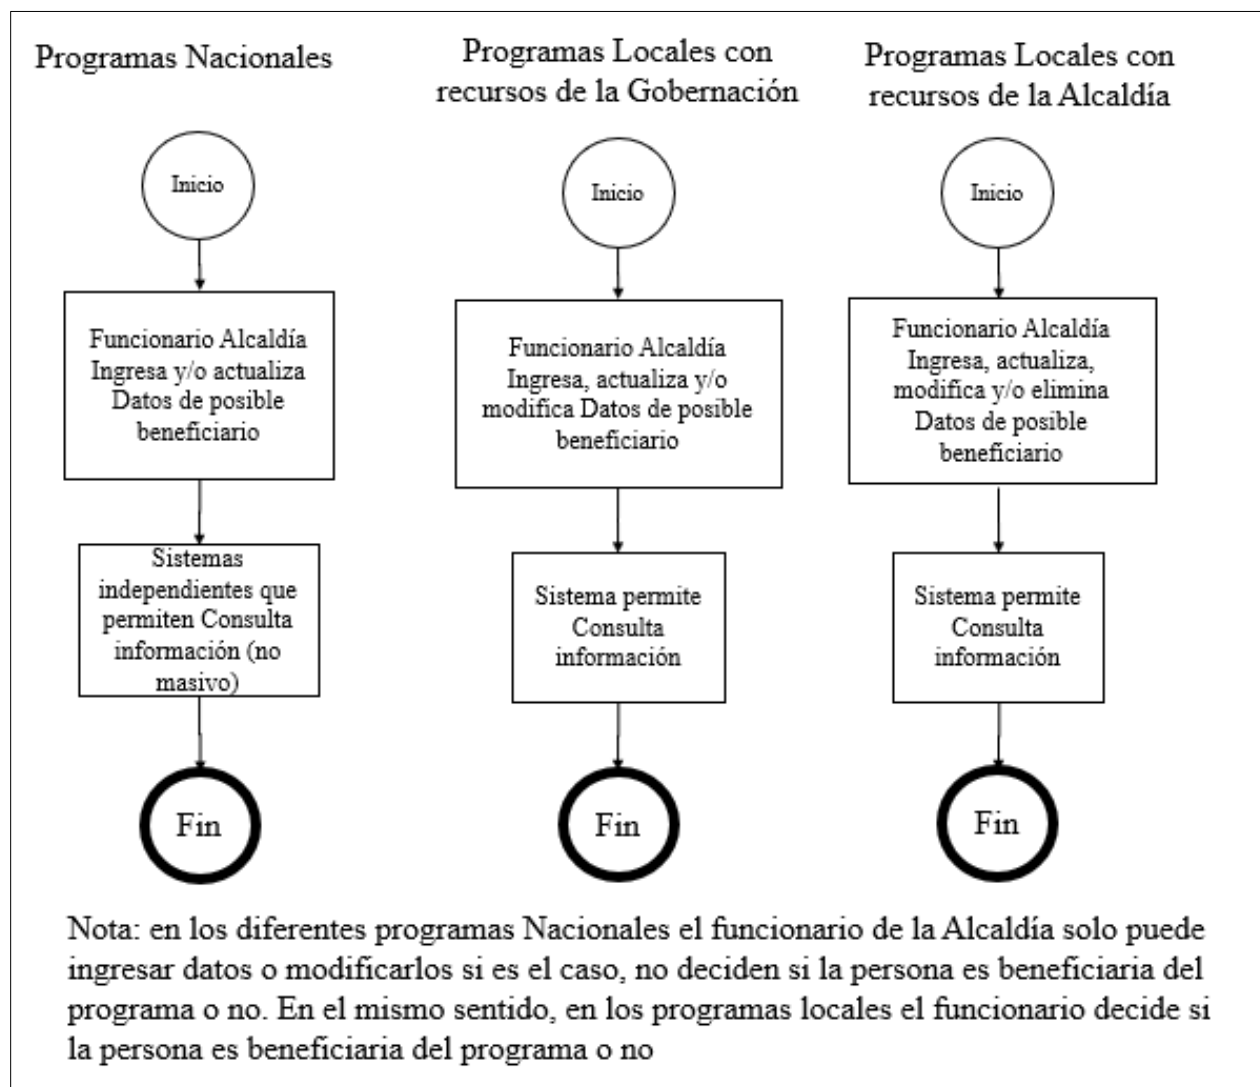 Programas Nacionales
Inicio
Funcionario Alcaldía
Ingresa y/o actualiza
Datos de posible
beneficiario
Sistemas
independientes que
permiten Consulta
información (no
masivo)
Fin
Programas Locales con
recursos de la Gobernación
Inicio
Funcionario Alcaldía
Ingresa, actualiza y/o
modifica Datos de posible
beneficiario
Sistema permite
Consulta
información
Fin
Programas Locales con
recursos de la Alcaldía
Inicio
Funcionario Alcaldía
Ingresa, actualiza,
modifica y/o elimina
Datos de posible
beneficiario
Sistema permite
Consulta
información
Fin
Nota: en los diferentes programas Nacionales el funcionario de la Alcaldía solo puede
ingresar datos o modificarlos si es el caso, no deciden si la persona es beneficiaria del
programa o no. En el mismo sentido, en los programas locales el funcionario decide si
la persona es beneficiaria del programa o no